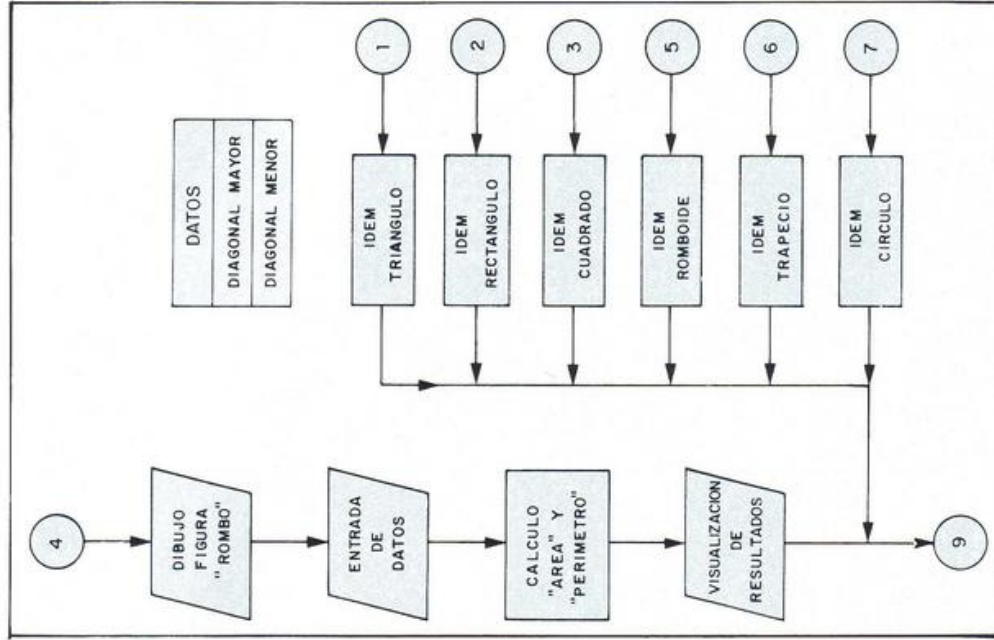 4
DIBUJO
FIGURA
" ROMBO"
ENTRADA
DE
DATOS
CALCULO
"AREA" Y
"PERIMETRO"
VISUALIZACION
DE
RESULTADOS
9
DATOS
DIAGONAL MAYOR
DIAGONAL MENOR
1
IDEM
TRIANGULO
2
IDEM
RECTANGULO
3
IDEM
CUADRADO
5
IDEM
ROMBOIDE
6
IDEM
TRAPECIO
7
IDEM
CIRCULO